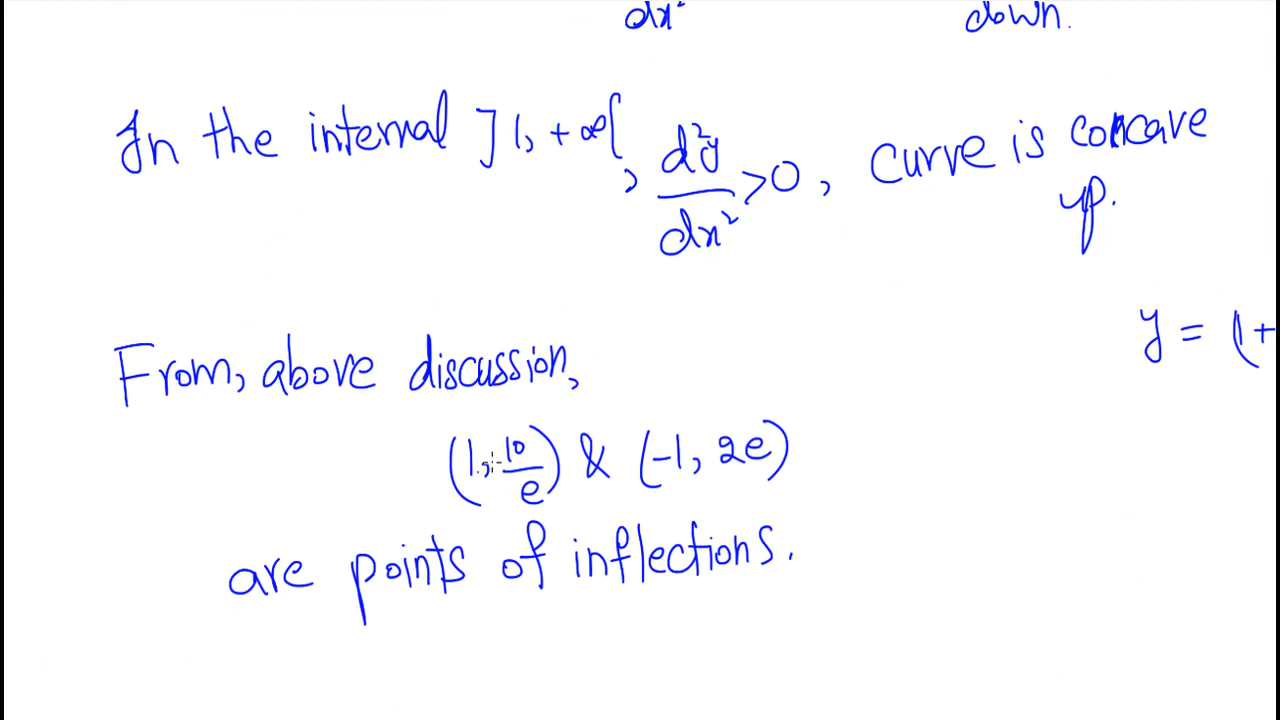 dx² down.
In the internal ]1, +∞[, d²y/dx² >0, curve is concave up.
y = (1+
From, above discussion,
(1, 10/e) & (-1, 2e)
are points of inflections.